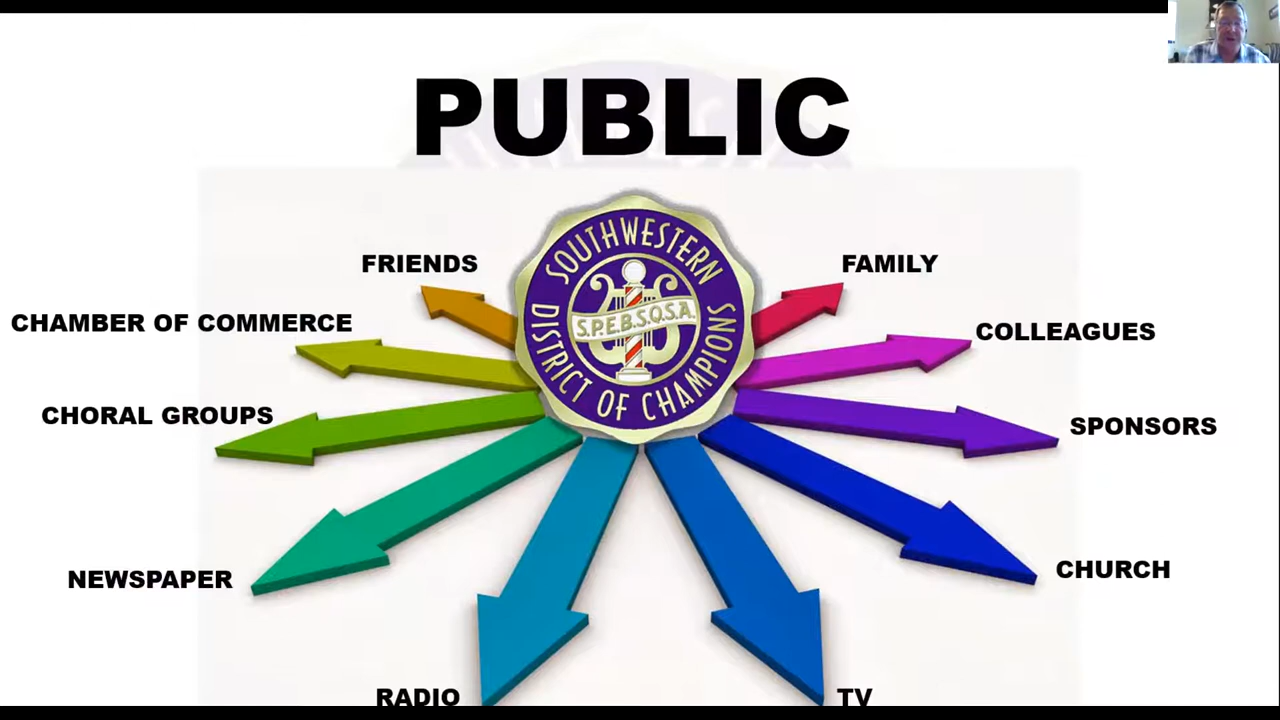 PUBLIC
SOUTHWESTERN
S.P.E.B.S.Q.S.A.
DISTRICT OF CHAMPIONS
FRIENDS
FAMILY
CHAMBER OF COMMERCE
COLLEAGUES
CHORAL GROUPS
SPONSORS
NEWSPAPER
CHURCH
RADIO
TV